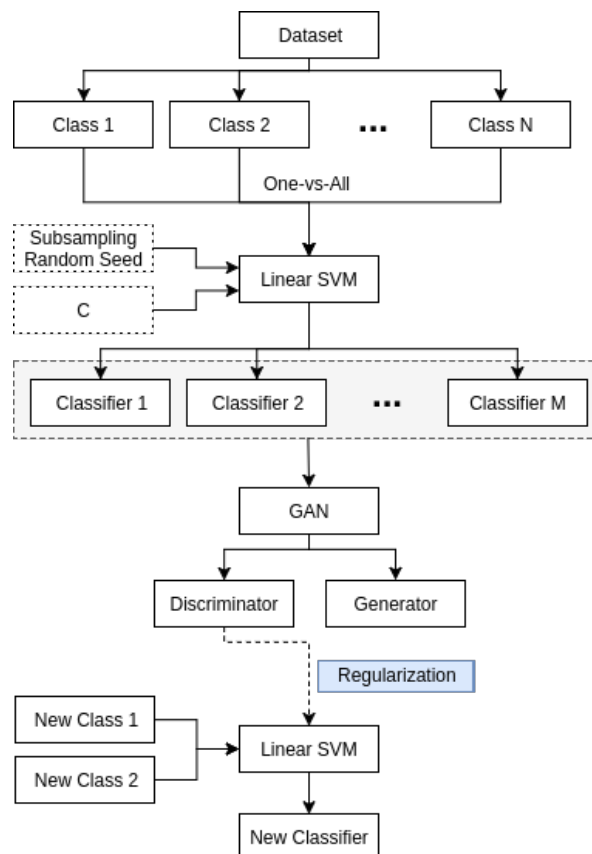 Dataset
Class 1
Class 2
...
Class N
One-vs-All
Subsampling
Random Seed
Linear SVM
C
Classifier 1
Classifier 2
...
Classifier M
GAN
Discriminator
Generator
Regularization
New Class 1
Linear SVM
New Class 2
New Classifier